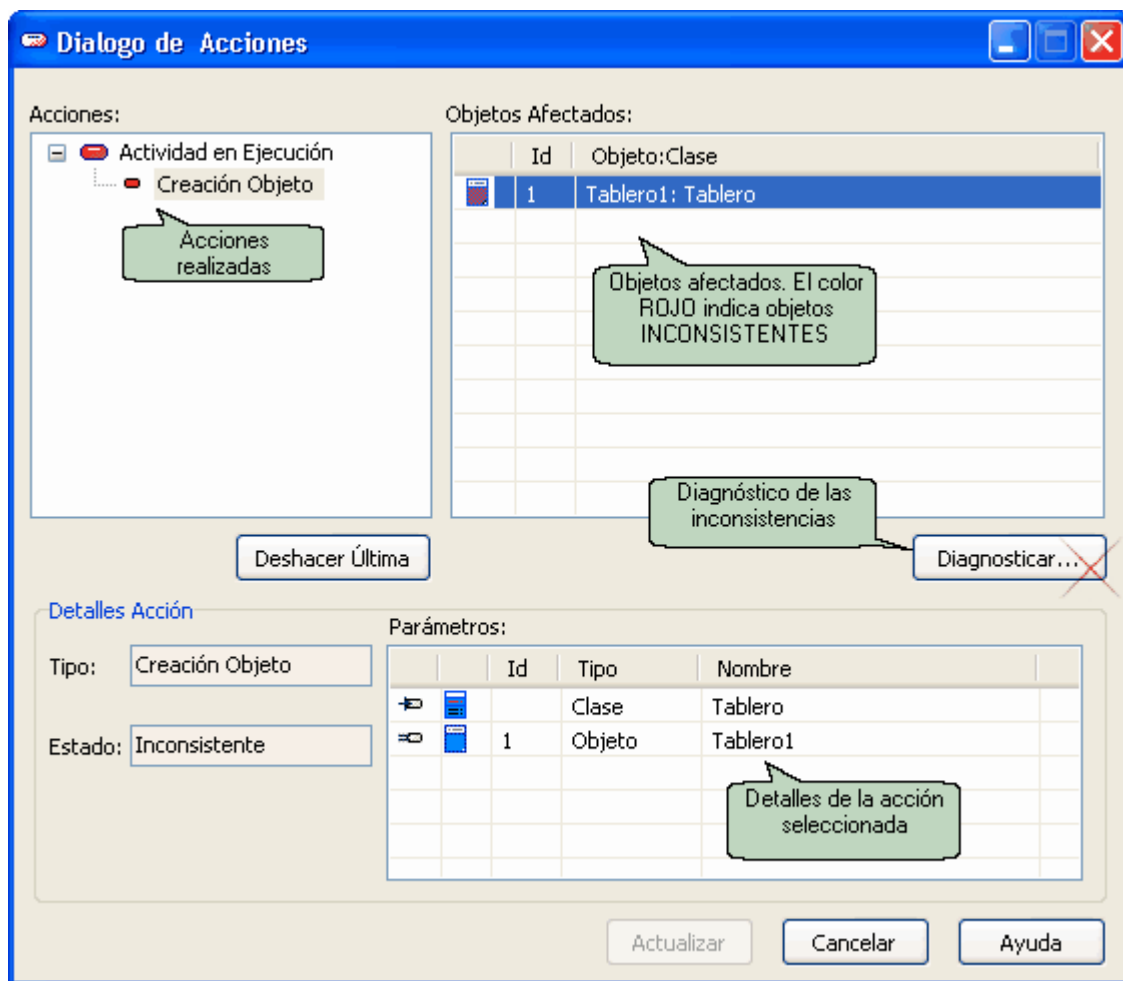 Dialogo de Acciones
Acciones:
Objetos Afectados:
Actividad en Ejecución
Creación Objeto
Acciones
realizadas
Id Objeto:Clase
1 Tablero1: Tablero
Objetos afectados. El color
ROJO indica objetos
INCONSISTENTES
Diagnóstico de las
inconsistencias
Deshacer Última
Diagnosticar...
Detalles Acción
Tipo: Creación Objeto
Estado: Inconsistente
Parámetros:
Id Tipo Nombre
Clase Tablero
1 Objeto Tablero1
Detalles de la acción
seleccionada
Actualizar
Cancelar
Ayuda